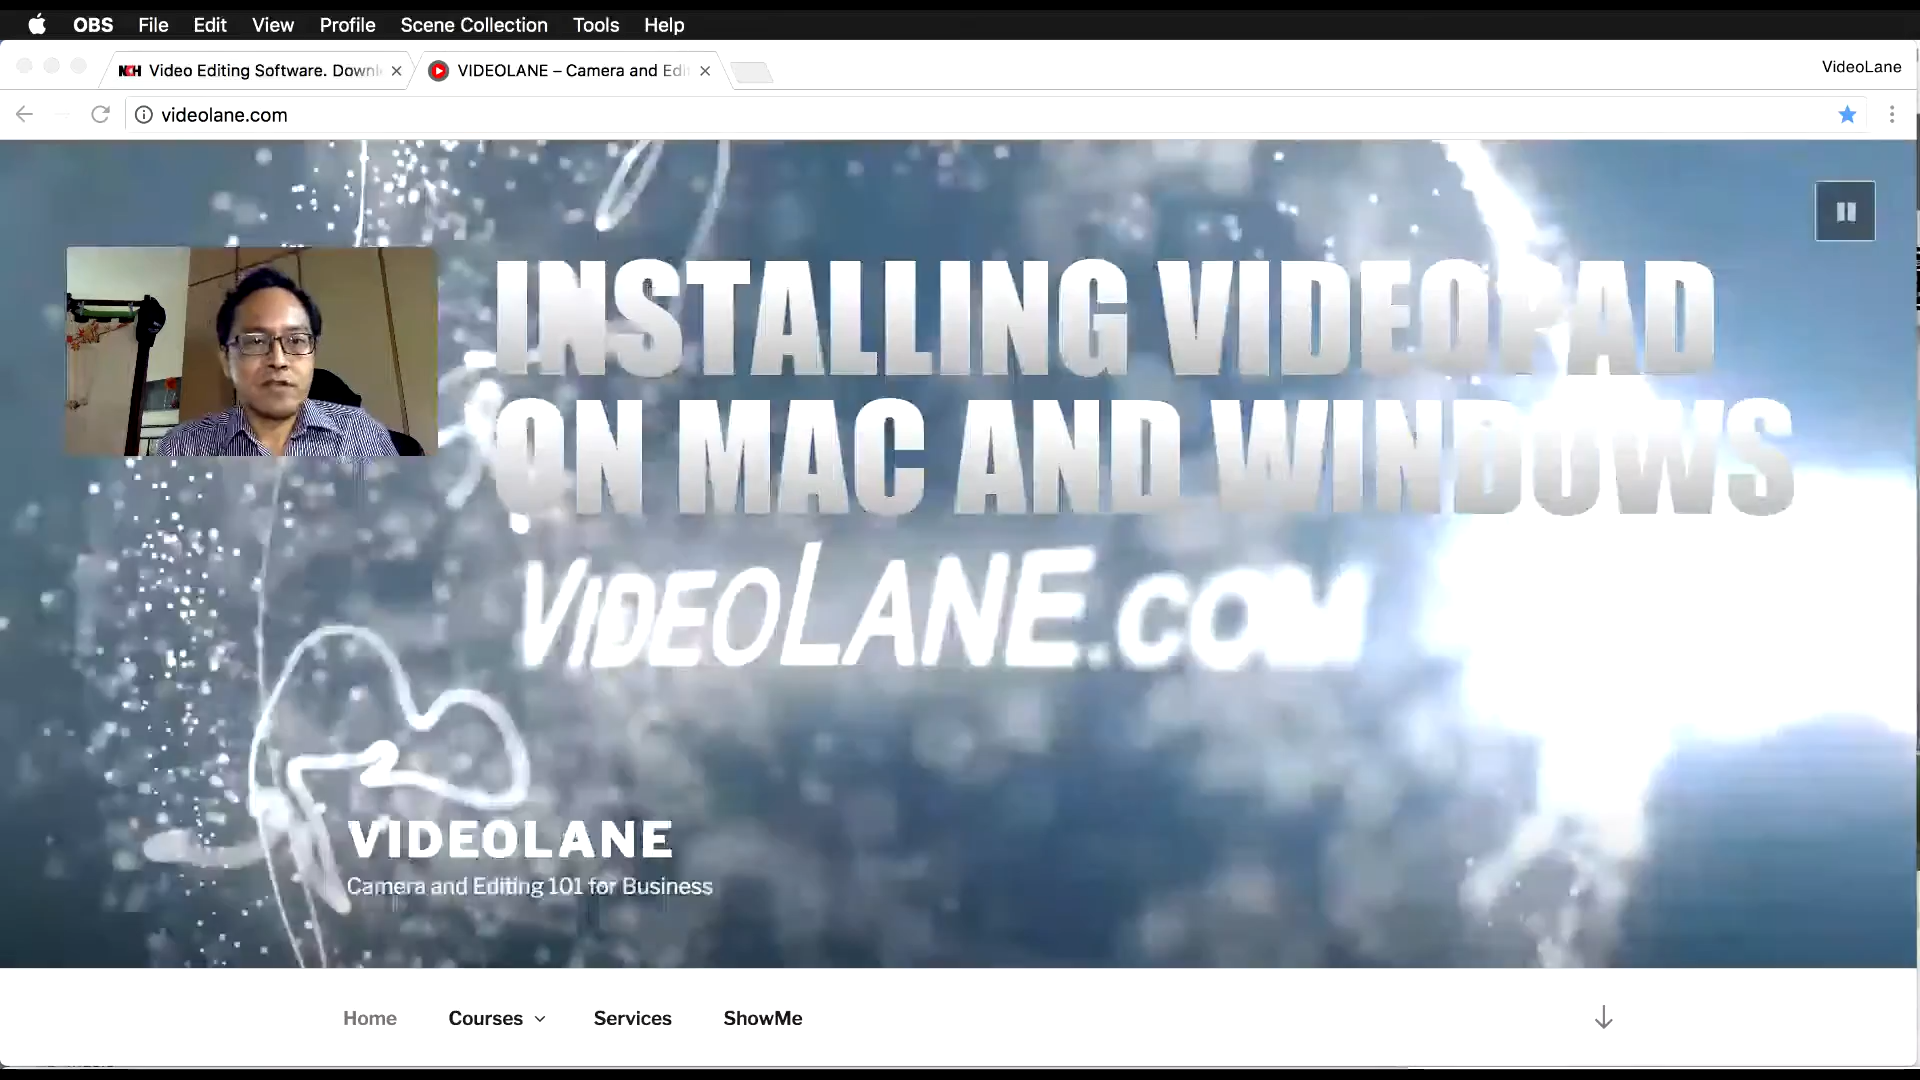 OBS File Edit View Profile Scene Collection Tools Help
NCH Video Editing Software. Downl VIDEOLANE – Camera and Edi VideoLane
videolane.com
INSTALLING VIDEOPAD
ON MAC AND WINDOWS
VIDEOLANE.COM
VIDEOLANE
Camera and Editing 101 for Business
Home Courses Services ShowMe